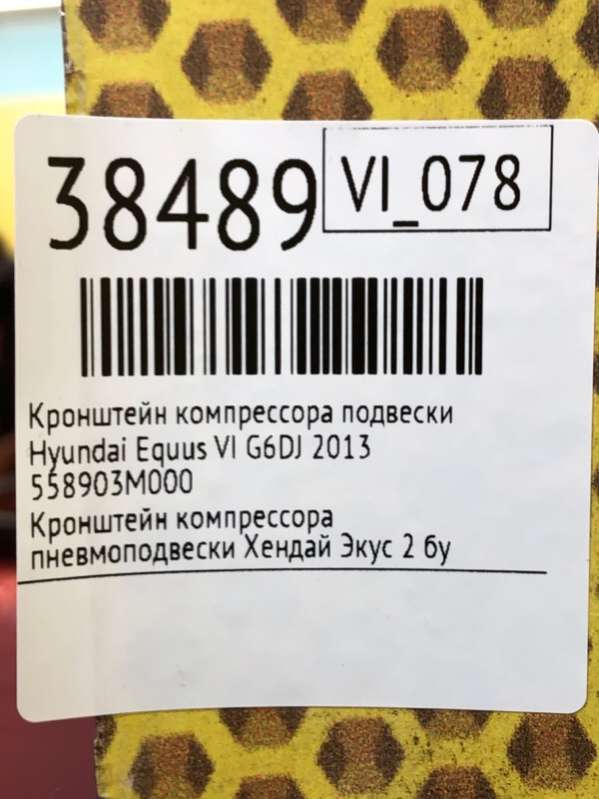 38489
VI_078
Кронштейн компрессора подвески
Hyundai Equus VI G6DJ 2013
558903M000
Кронштейн компрессора
пневмоподвески Хендай Экус 2 бу